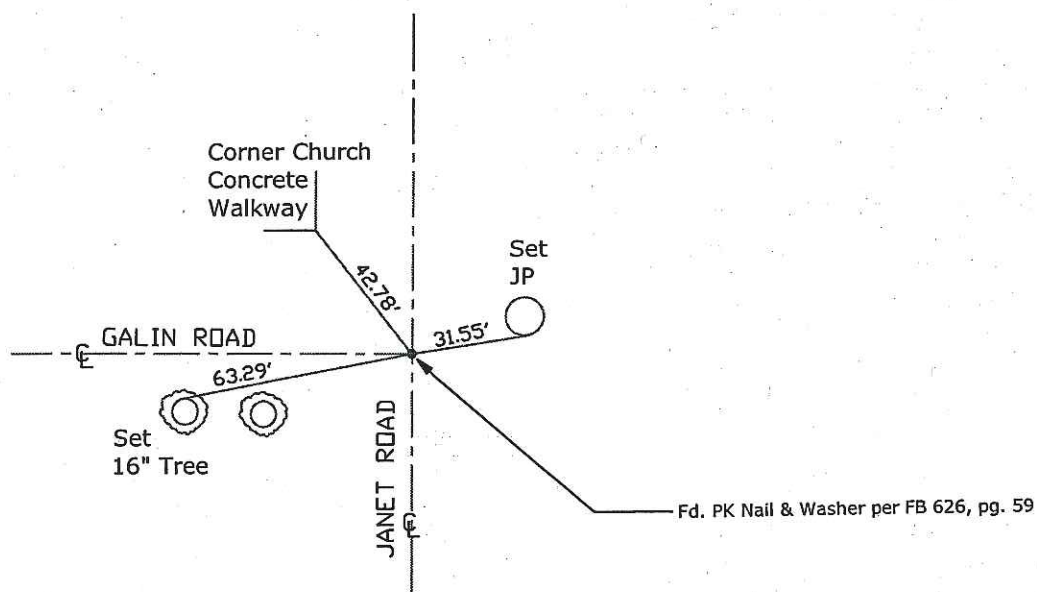 Corner Church
Concrete
Walkway
Set
JP
42.78'
31.55'
GALIN ROAD
℄
63.29'
Set
16" Tree
JANET ROAD
℄
Fd. PK Nail & Washer per FB 626, pg. 59